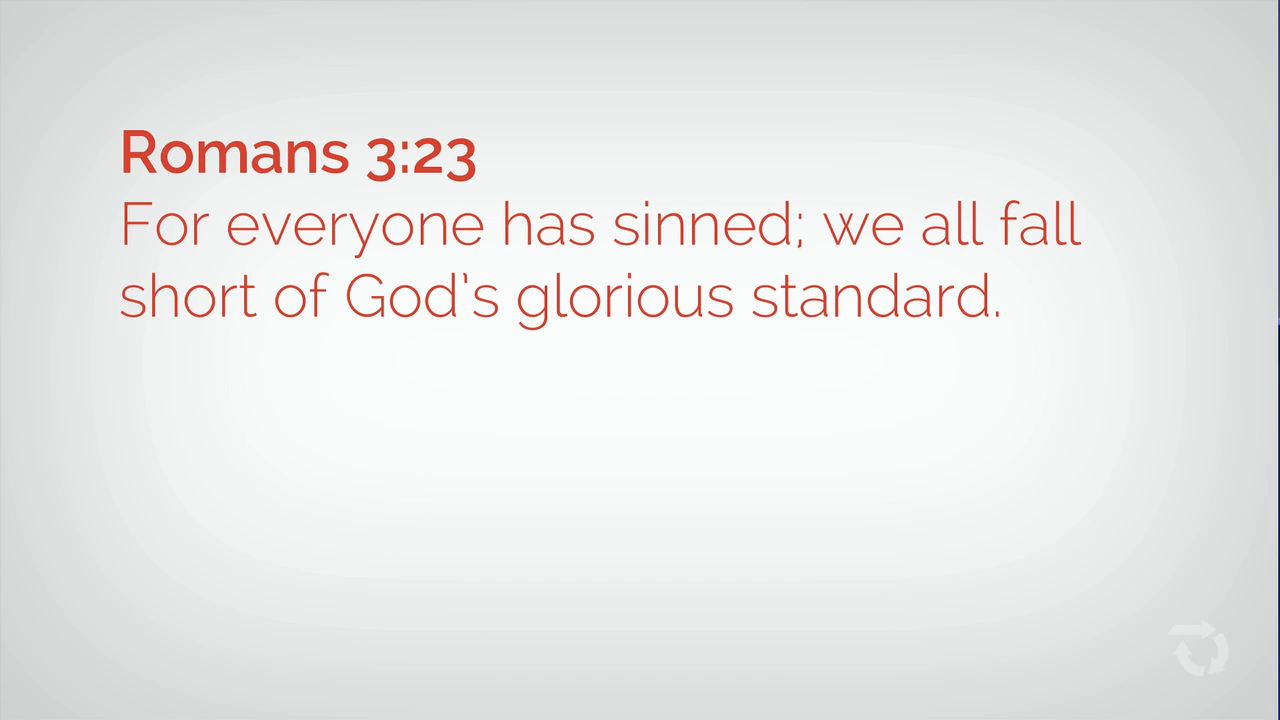 Romans 3:23
For everyone has sinned; we all fall
short of God's glorious standard.